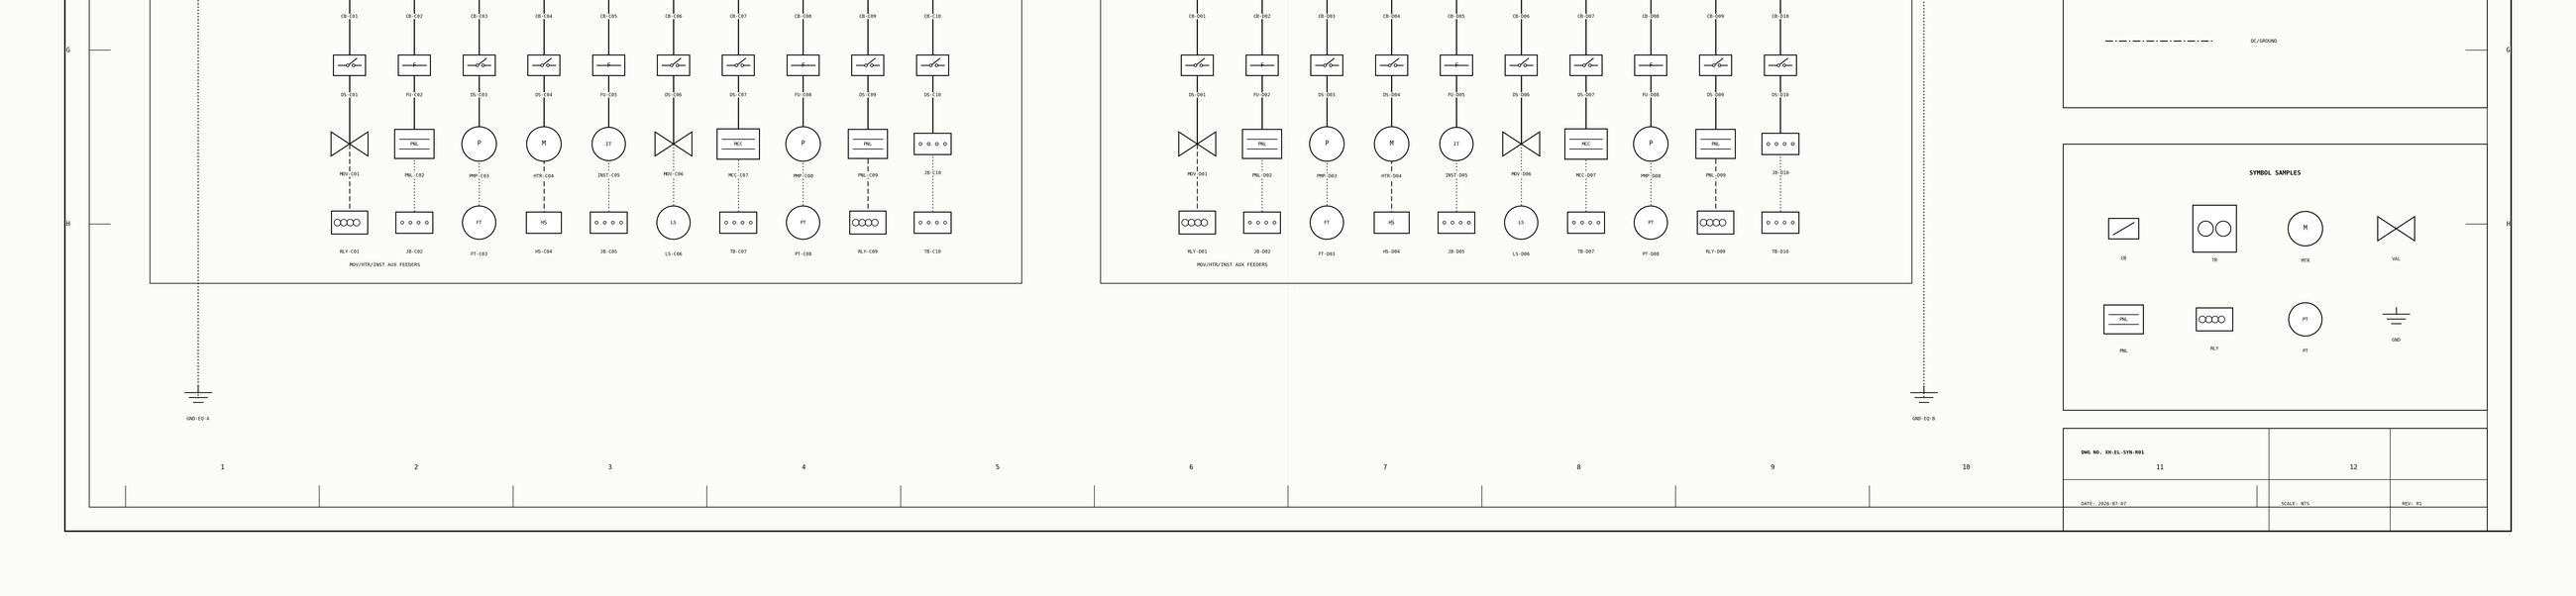 CB-C01 CB-C02 CB-C03 CB-C04 CB-C05 CB-C06 CB-C07 CB-C08 CB-C09 CB-C10 CB-D01 CB-D02 CB-D03 CB-D04 CB-D05 CB-D06 CB-D07 CB-D08 CB-D09 CB-D10
G DC/GROUND G
F F F F F F
DS-C01 FU-C02 DS-C03 DS-C04 FU-C05 DS-C06 DS-C07 FU-C08 DS-C09 DS-C10 DS-D01 FU-D02 DS-D03 DS-D04 FU-D05 DS-D06 DS-D07 FU-D08 DS-D09 DS-D10
PNL P M IT MCC P PNL PNL P M IT MCC P PNL
MOV-C01 PNL-C02 PMP-C03 HTR-C04 INST-C05 MOV-C06 MCC-C07 PMP-C08 PNL-C09 JB-C10 MOV-D01 PNL-D02 PMP-D03 HTR-D04 INST-D05 MOV-D06 MCC-D07 PMP-D08 PNL-D09 JB-D10
H FT HS LS PT FT HS LS PT H
RLY-C01 JB-C02 FT-C03 HS-C04 JB-C05 LS-C06 TB-C07 PT-C08 RLY-C09 TB-C10 RLY-D01 JB-D02 FT-D03 HS-D04 JB-D05 LS-D06 TB-D07 PT-D08 RLY-D09 TB-D10
MOV/HTR/INST AUX FEEDERS MOV/HTR/INST AUX FEEDERS
SYMBOL SAMPLES
M
CB TR MTR VAL
PNL PT
PNL RLY PT GND
GND-EQ-A GND-EQ-B
DWG NO. XH-EL-SYN-R01
1 2 3 4 5 6 7 8 9 10 11 12
DATE: 2026-07-07 SCALE: NTS REV: R1